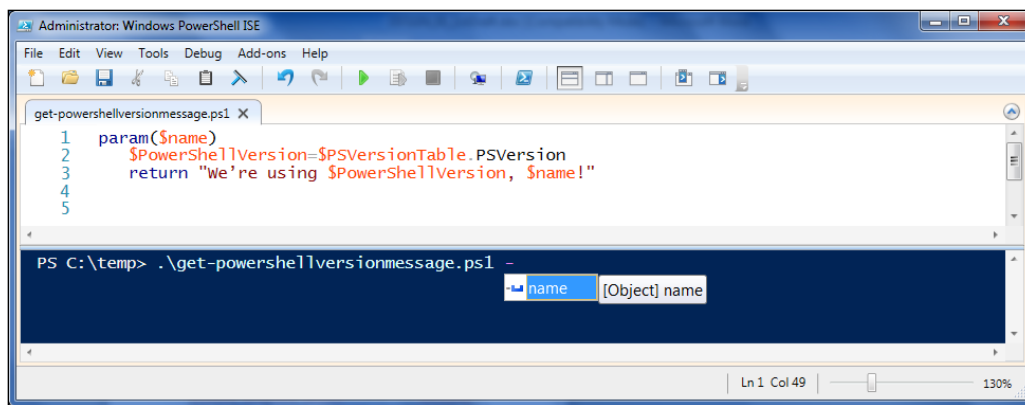 Administrator: Windows PowerShell ISE
File Edit View Tools Debug Add-ons Help
get-powershellversionmessage.ps1 X
1 param($name)
2 $PowerShellVersion=$PSVersionTable.PSVersion
3 return "We’re using $PowerShellVersion, $name!"
4
5
PS C:\temp> .\get-powershellversionmessage.ps1 -
name [Object] name
Ln 1 Col 49 130%